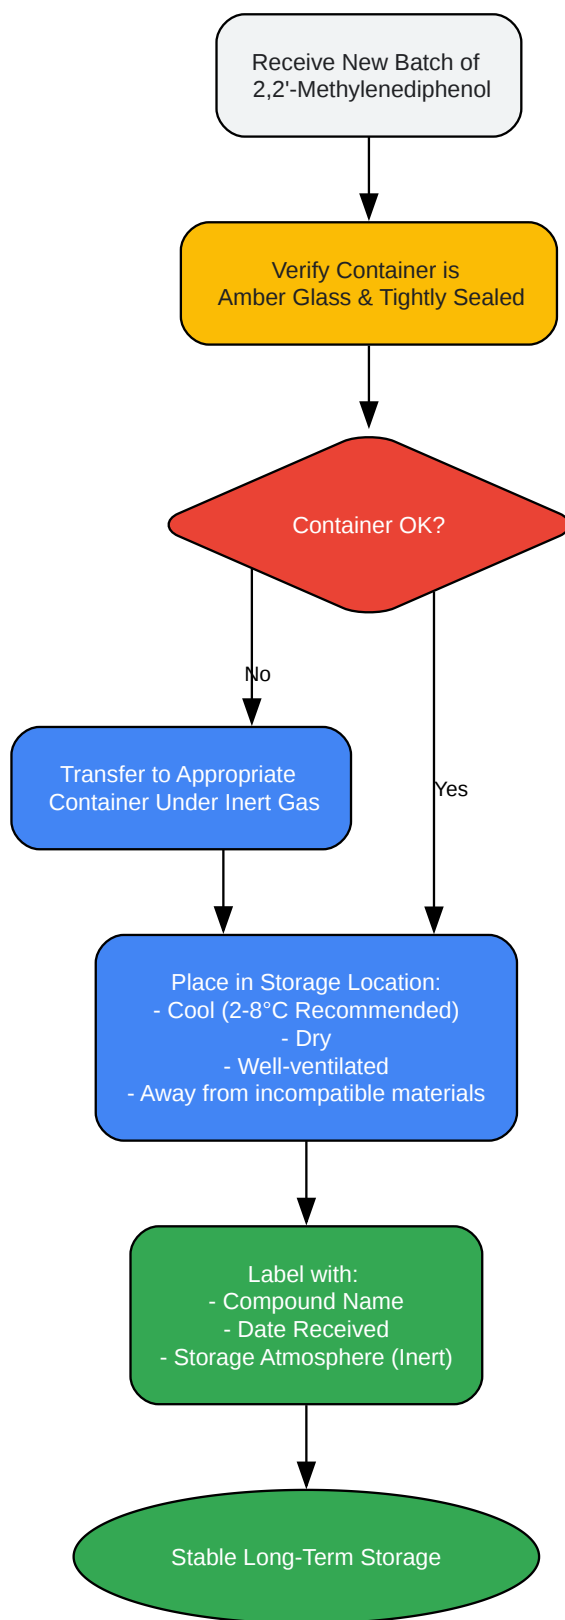 Receive New Batch of
2,2'-Methylenediphenol
Verify Container is
Amber Glass & Tightly Sealed
Container OK?
No
Transfer to Appropriate
Container Under Inert Gas
Yes
Place in Storage Location:
- Cool (2-8°C Recommended)
- Dry
- Well-ventilated
- Away from incompatible materials
Label with:
- Compound Name
- Date Received
- Storage Atmosphere (Inert)
Stable Long-Term Storage